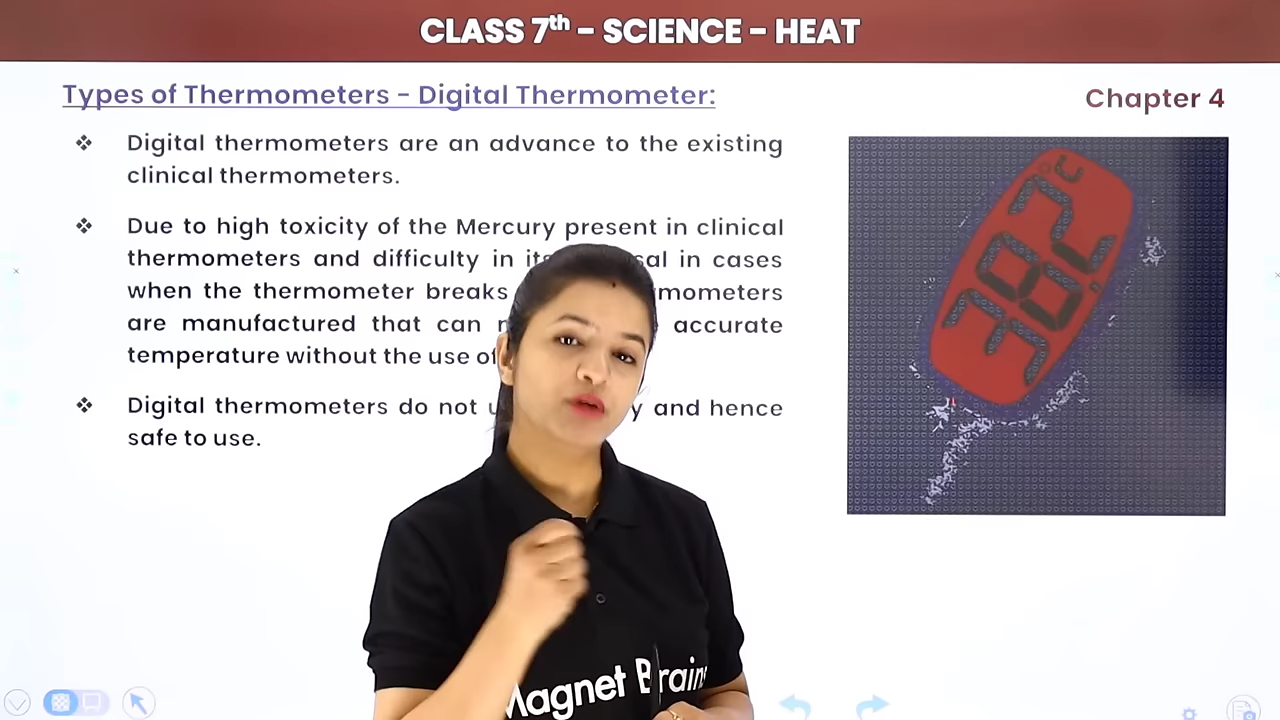 CLASS 7th – SCIENCE – HEAT
Types of Thermometers – Digital Thermometer:
Chapter 4
❖ Digital thermometers are an advance to the existing
clinical thermometers.
❖ Due to high toxicity of the Mercury present in clinical
thermometers and difficulty in its in cases
when the thermometer breaks
are manufactured that can accurate
temperature without the use of
❖ Digital thermometers do not and hence
safe to use.
38.2 °C
Magnet Brains